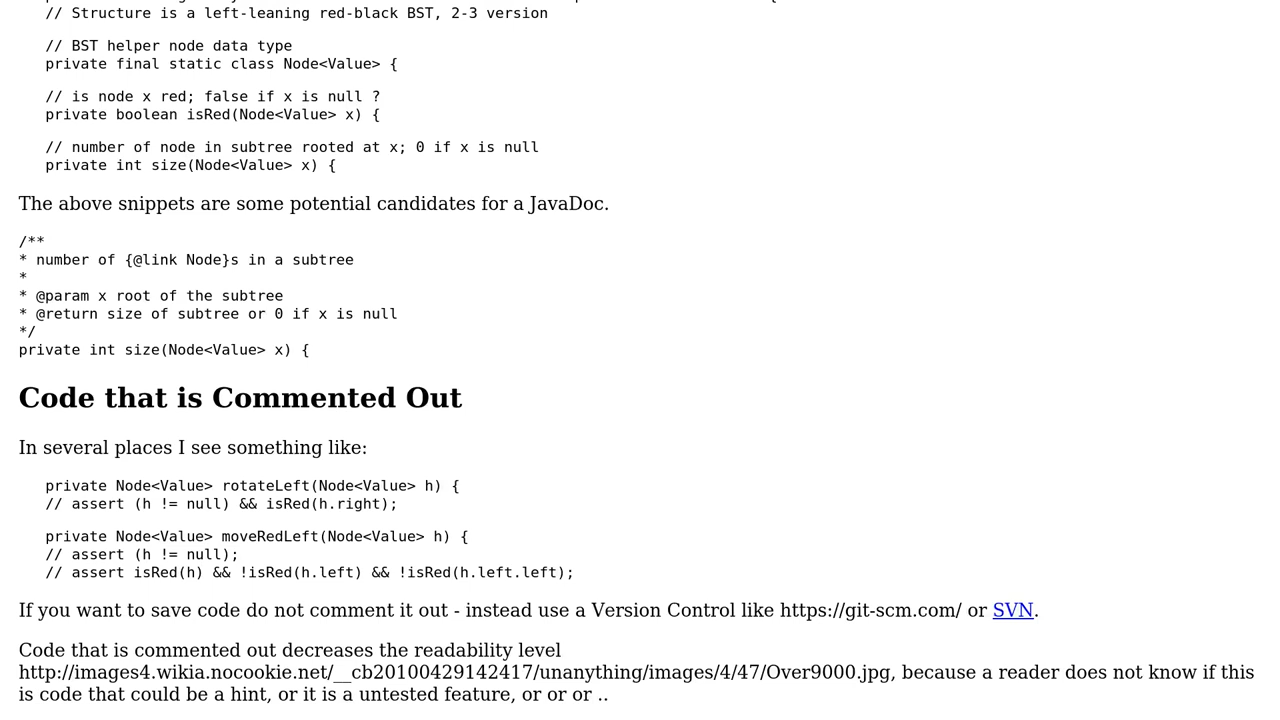 // Structure is a left-leaning red-black BST, 2-3 version
// BST helper node data type
private final static class Node<Value> {
// is node x red; false if x is null ?
private boolean isRed(Node<Value> x) {
// number of node in subtree rooted at x; 0 if x is null
private int size(Node<Value> x) {
The above snippets are some potential candidates for a JavaDoc.
/**
* number of {@link Node}s in a subtree
*
* @param x root of the subtree
* @return size of subtree or 0 if x is null
*/
private int size(Node<Value> x) {
Code that is Commented Out
In several places I see something like:
private Node<Value> rotateLeft(Node<Value> h) {
// assert (h != null) && isRed(h.right);
private Node<Value> moveRedLeft(Node<Value> h) {
// assert (h != null);
// assert isRed(h) && !isRed(h.left) && !isRed(h.left.left);
If you want to save code do not comment it out - instead use a Version Control like https://git-scm.com/ or SVN.
Code that is commented out decreases the readability level
http://images4.wikia.nocookie.net/__cb20100429142417/unanything/images/4/47/Over9000.jpg, because a reader does not know if this
is code that could be a hint, or it is a untested feature, or or or ..